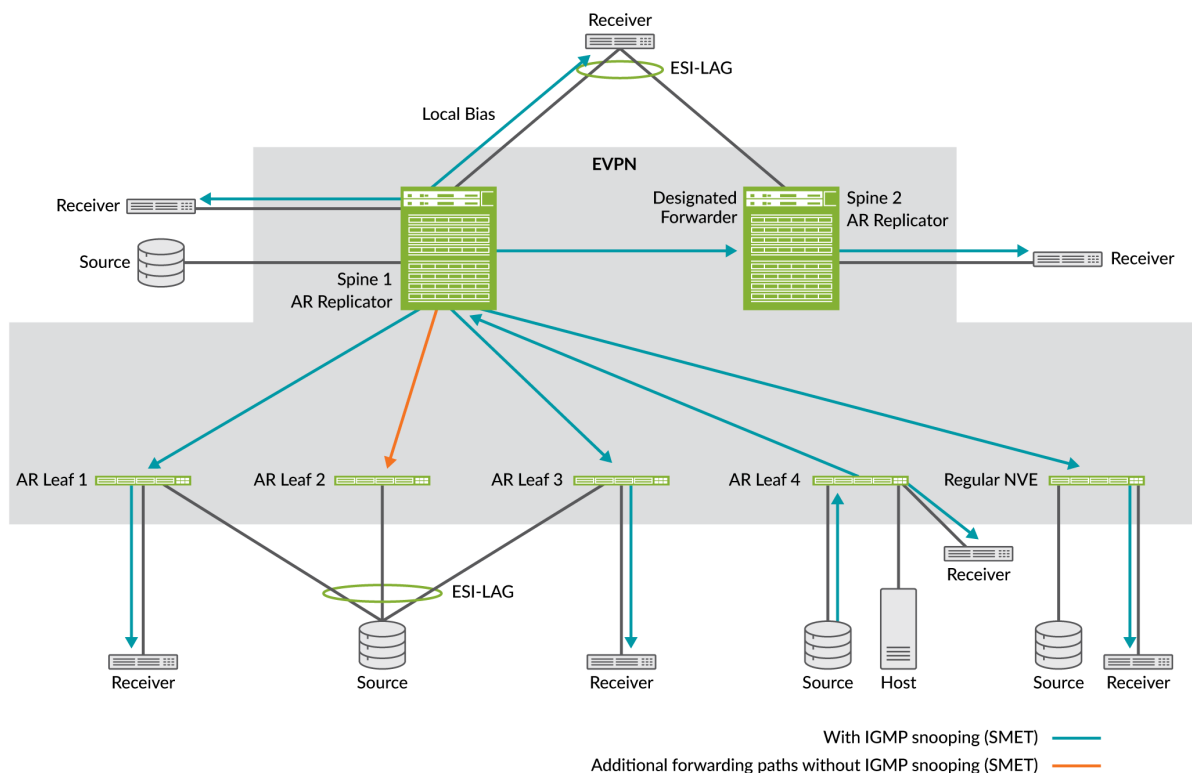 Receiver
ESI-LAG
Local Bias
EVPN
Receiver
Designated
Forwarder
Spine 2
AR Replicator
Source
Receiver
Spine 1
AR Replicator
AR Leaf 1
AR Leaf 2
AR Leaf 3
AR Leaf 4
Regular NVE
Receiver
ESI-LAG
Receiver
Source
Receiver
Source
Host
Source
Receiver
With IGMP snooping (SMET)
Additional forwarding paths without IGMP snooping (SMET)